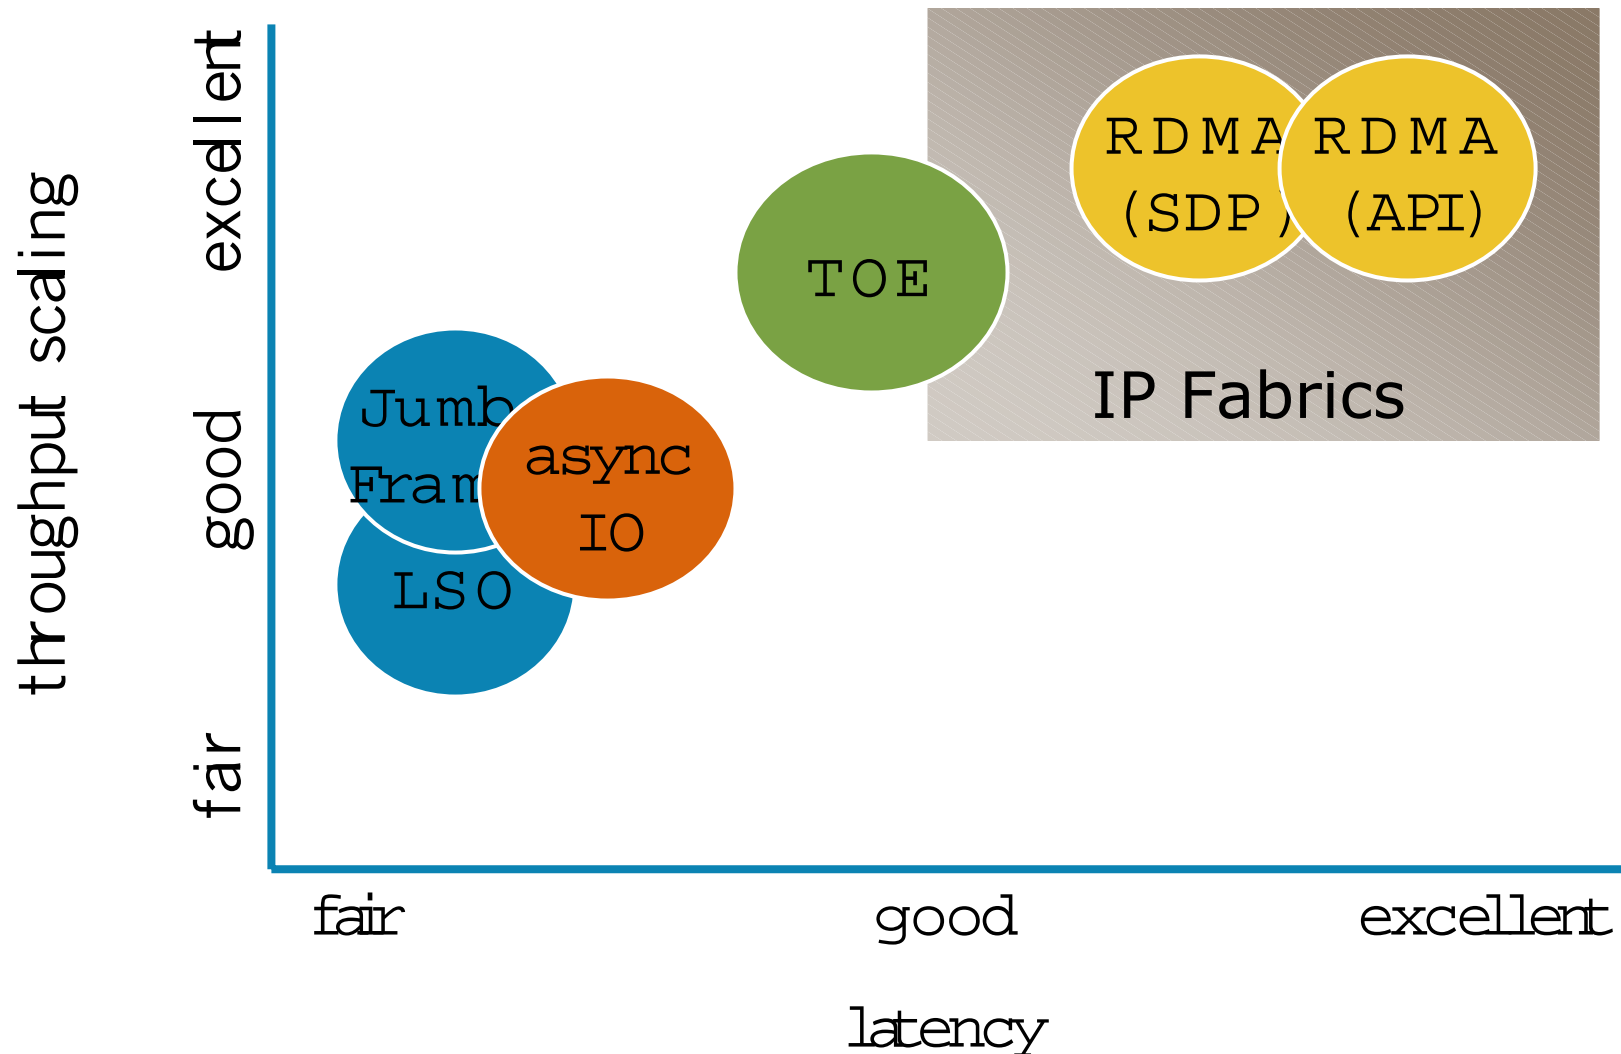 throughput scaling
excellent
good
fair
RDMA
(SDP)
RDMA
(API)
TOE
IP Fabrics
Jumb
Fram
async
IO
LSO
fair
good
excellent
latency